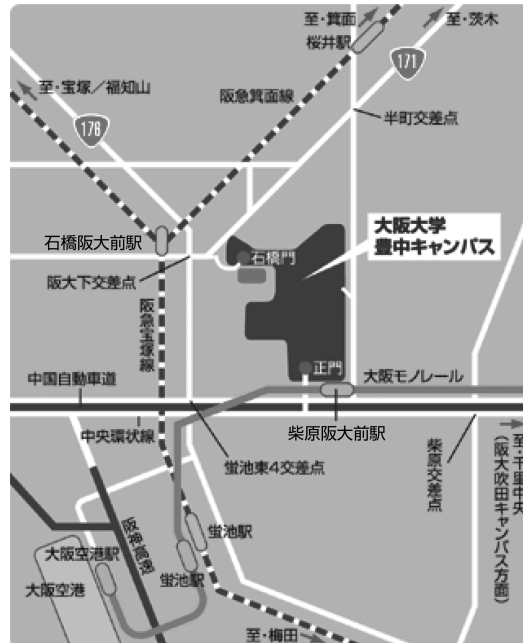 至・箕面
桜井駅
至・茨木
171
至・宝塚／福知山
176
阪急箕面線
半町交差点
大阪大学
豊中キャンパス
石橋阪大前駅
石橋門
阪大下交差点
阪急宝塚線
正門
大阪モノレール
中国自動車道
中央環状線
柴原阪大前駅
柴原交差点
至・千里中央
（阪大吹田キャンパス方面）
蛍池東4交差点
阪神高速
蛍池駅
大阪空港駅
蛍池駅
大阪空港
至・梅田